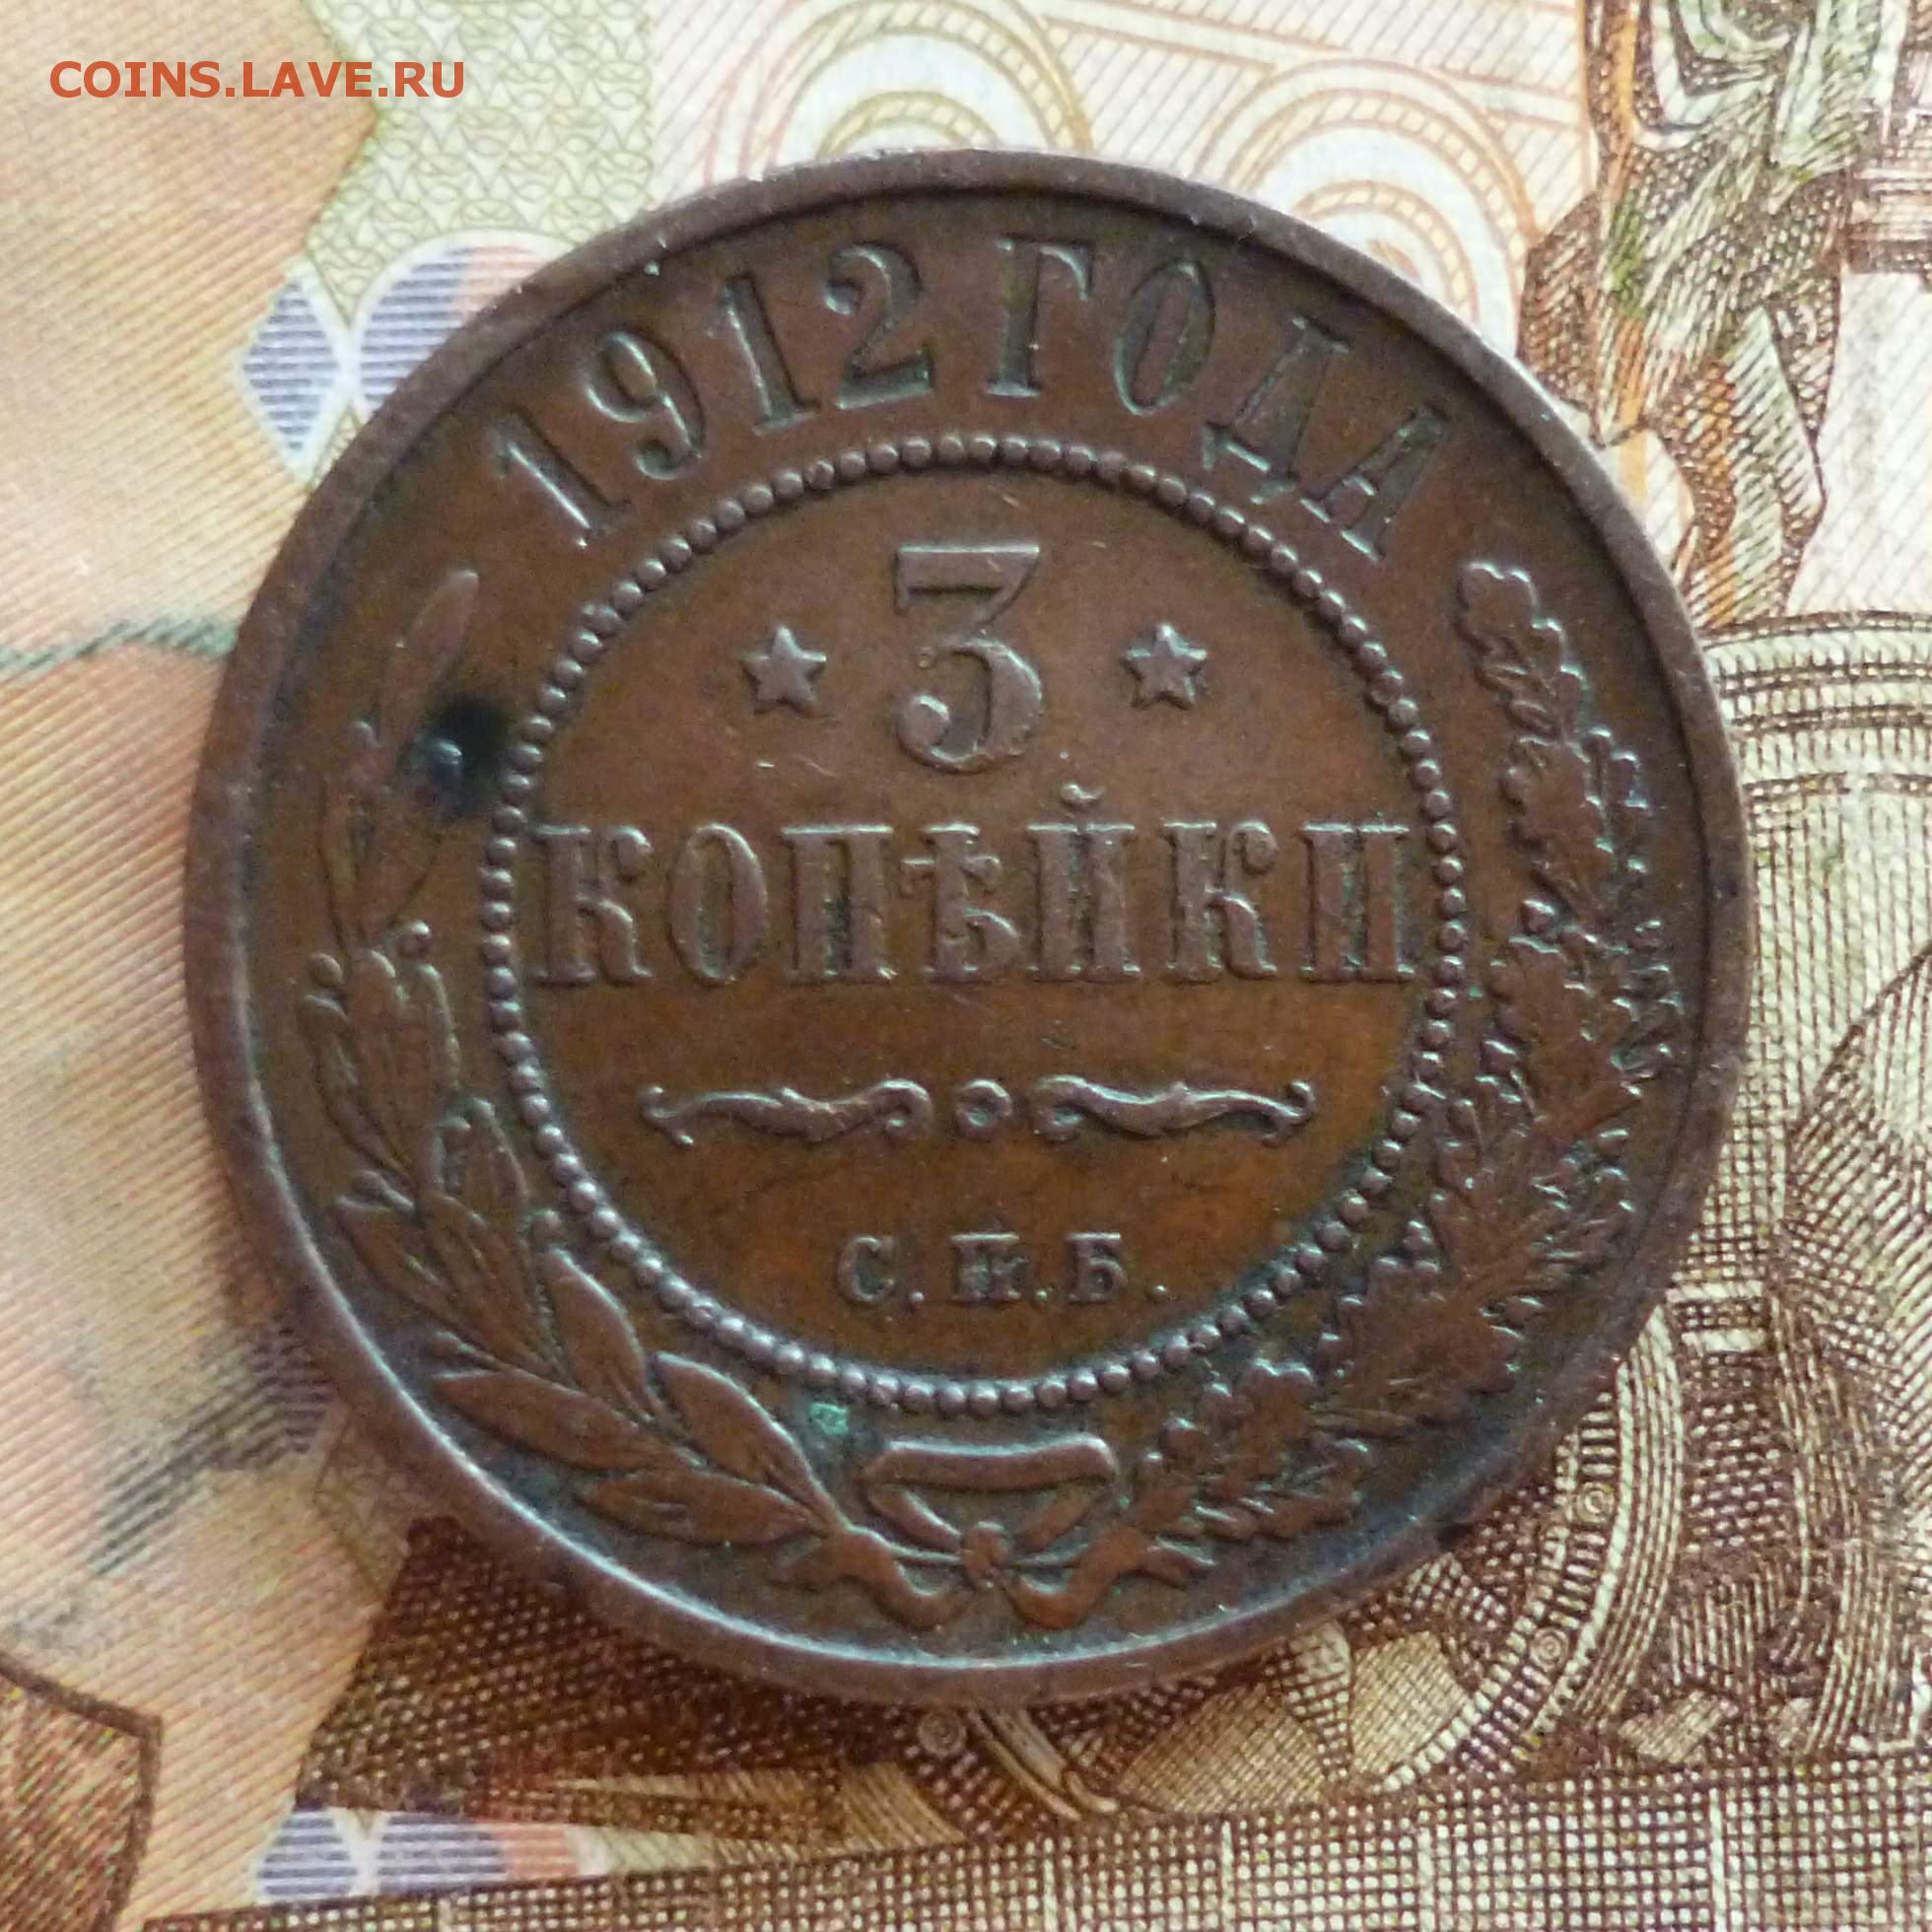 COINS.LAVE.RU
1912 ГОДА
3
КОПѢЙКИ
С.П.Б.